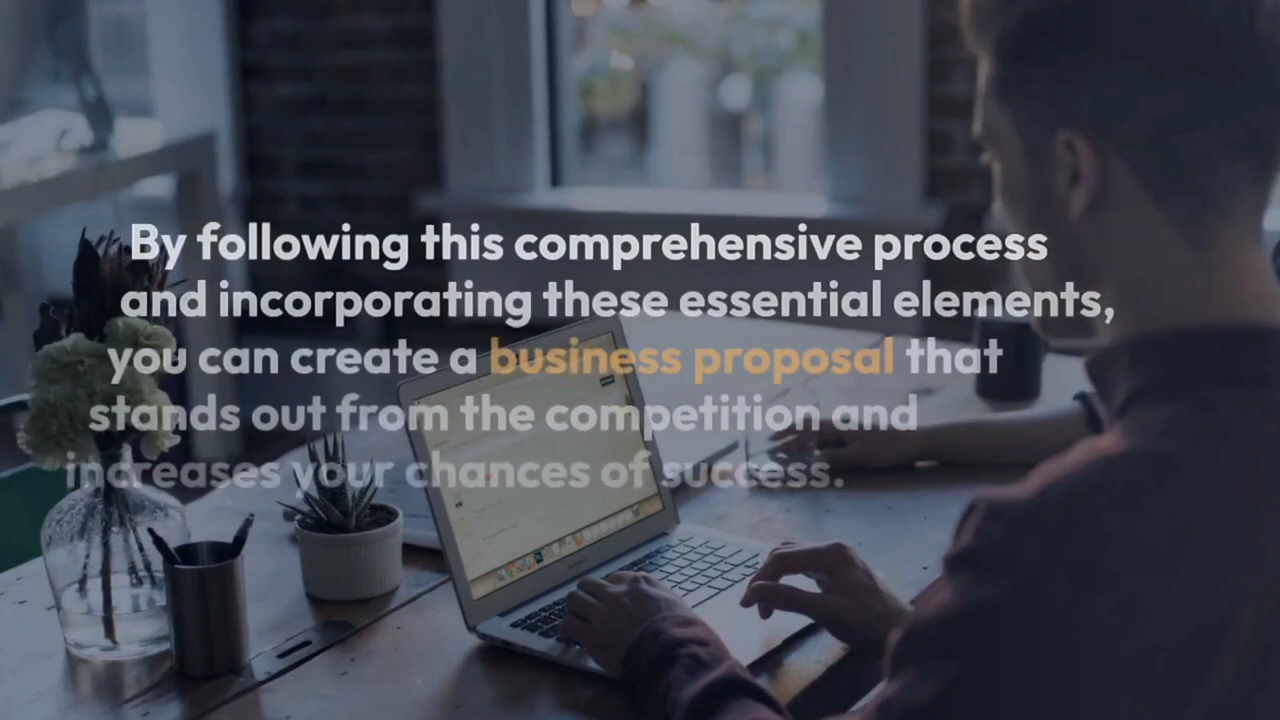 By following this comprehensive process
and incorporating these essential elements,
you can create a business proposal that
stands out from the competition and
increases your chances of success.